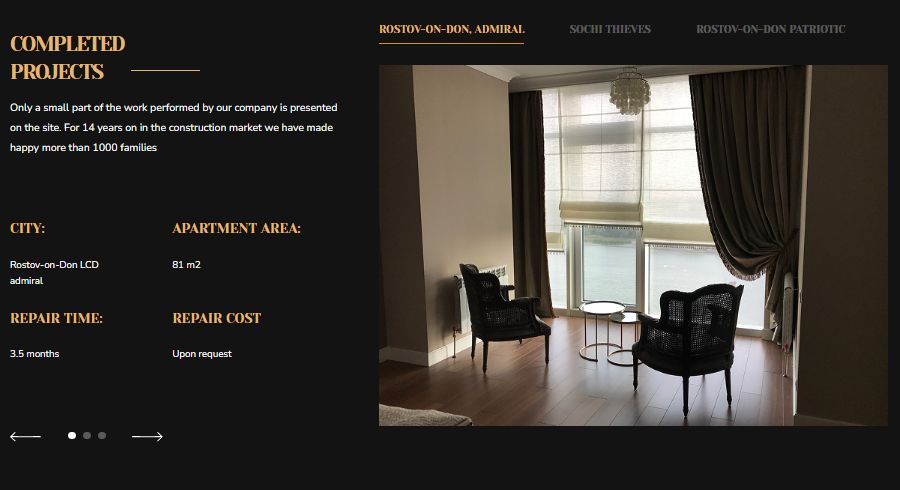 COMPLETED
PROJECTS
Only a small part of the work performed by our company is presented
on the site. For 14 years on in the construction market we have made
happy more than 1000 families
CITY:
Rostov-on-Don LCD
admiral
APARTMENT AREA:
81 m2
REPAIR TIME:
3.5 months
REPAIR COST
Upon request
ROSTOV-ON-DON, ADMIRAL
SOCHI THIEVES
ROSTOV-ON-DON PATRIOTIC